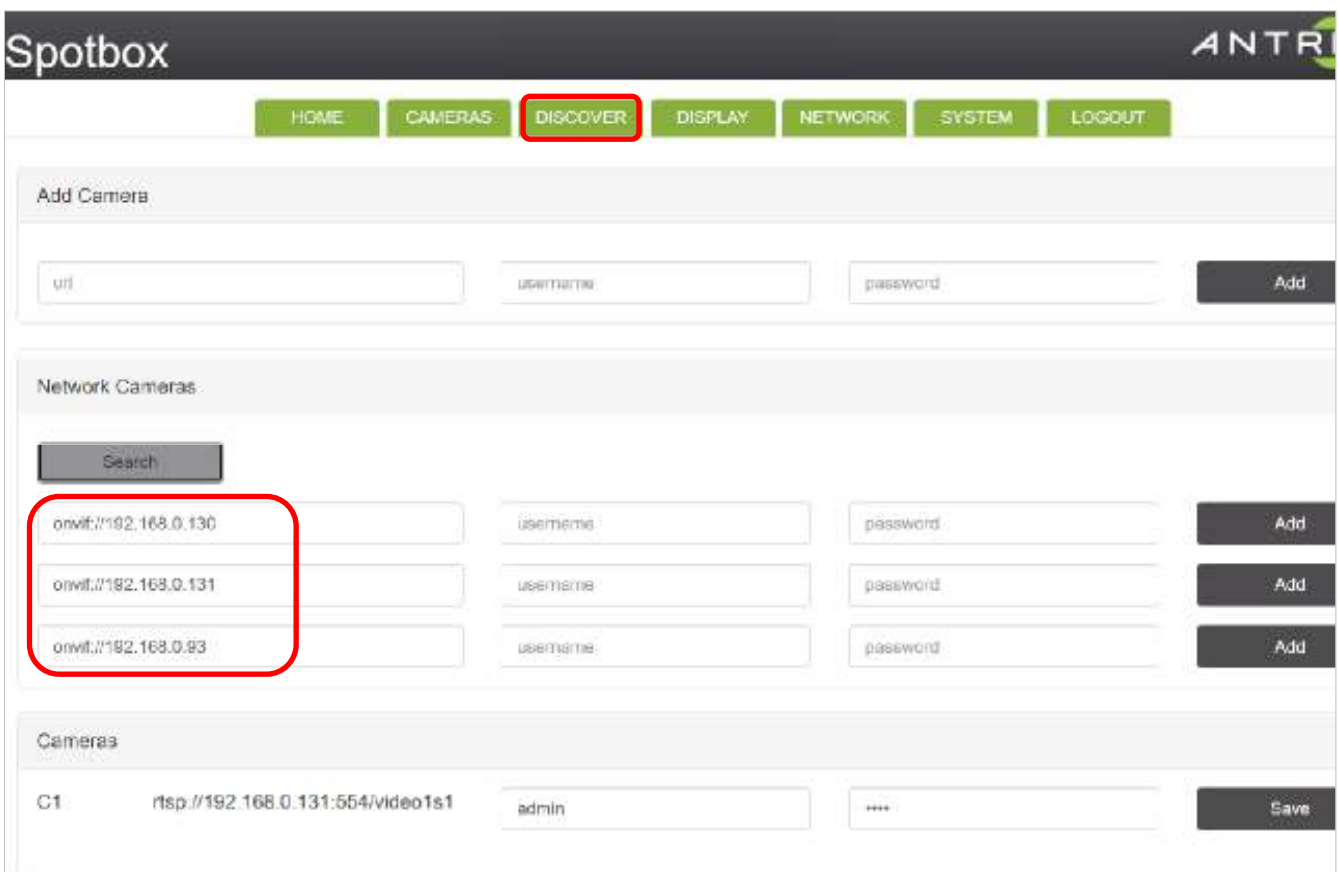 Spotbox ANTRI
HOME CAMERAS DISCOVER DISPLAY NETWORK SYSTEM LOGOUT
Add Camera
url username password Add
Network Cameras
Search
onvif://192.168.0.130 username password Add
onvif://192.168.0.131 username password Add
onvif://192.168.0.93 username password Add
Cameras
C1 rtsp://192.168.0.131:554/video1s1 admin •••• Save